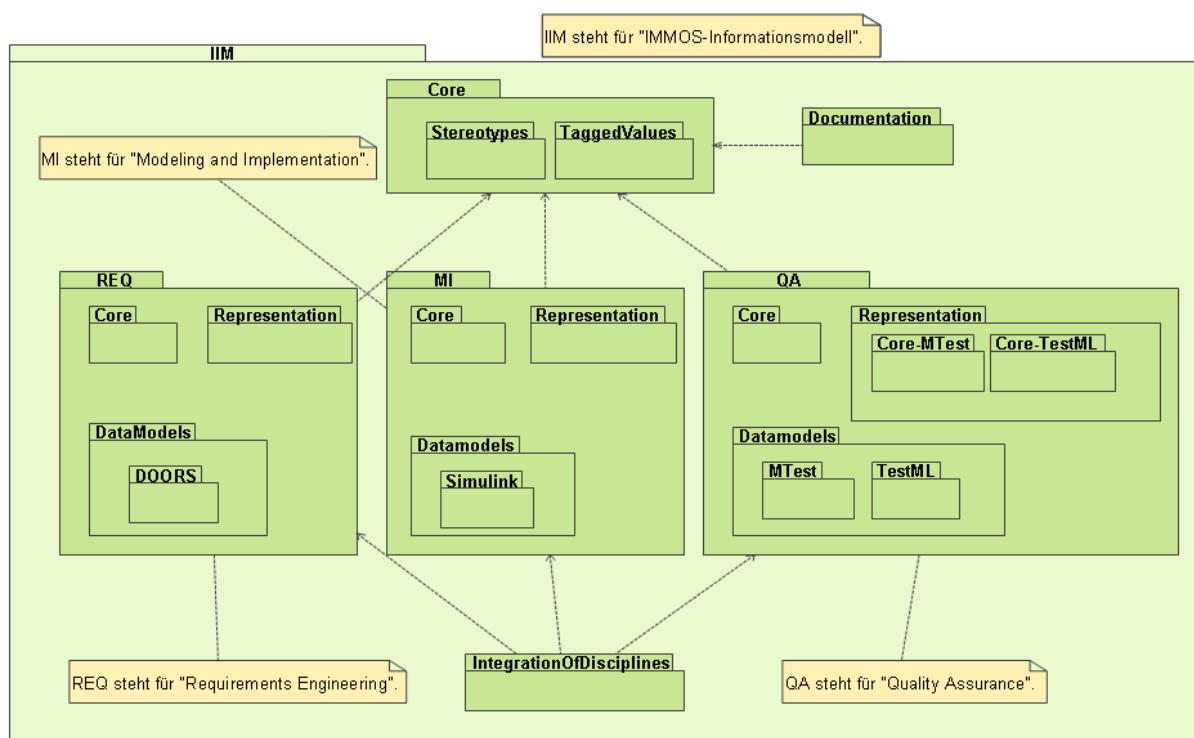 IIM steht für "IMMOS-Informationsmodell".
IIM
Core
Stereotypes
TaggedValues
Documentation
MI steht für "Modeling and Implementation".
REQ
MI
QA
Core
Representation
Core
Representation
Core
Representation
Core-MTest
Core-TestML
DataModels
DOORS
Datamodels
Simulink
Datamodels
MTest
TestML
REQ steht für "Requirements Engineering".
IntegrationOfDisciplines
QA steht für "Quality Assurance".